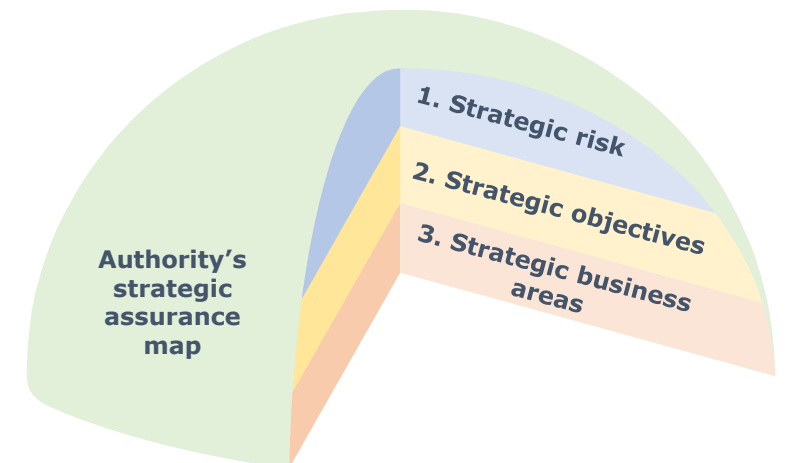 1. Strategic risk
2. Strategic objectives
3. Strategic business
areas
Authority’s
strategic
assurance
map